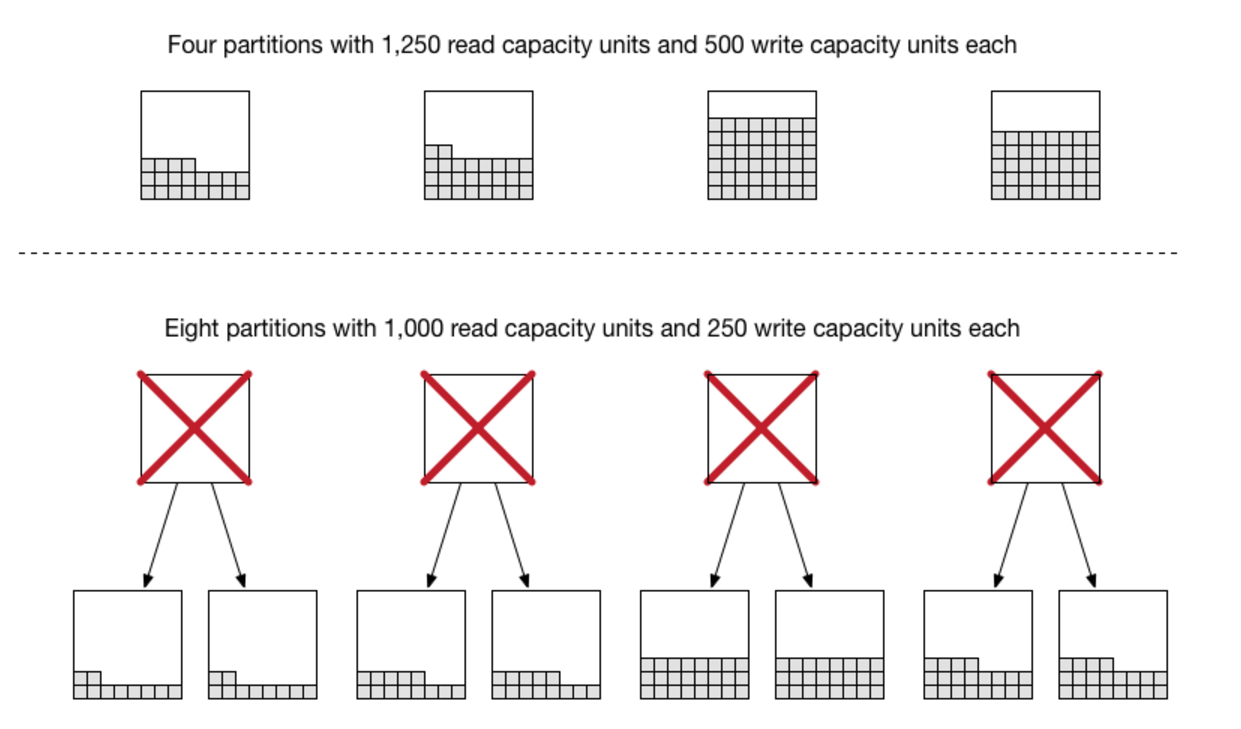 Four partitions with 1,250 read capacity units and 500 write capacity units each
Eight partitions with 1,000 read capacity units and 250 write capacity units each